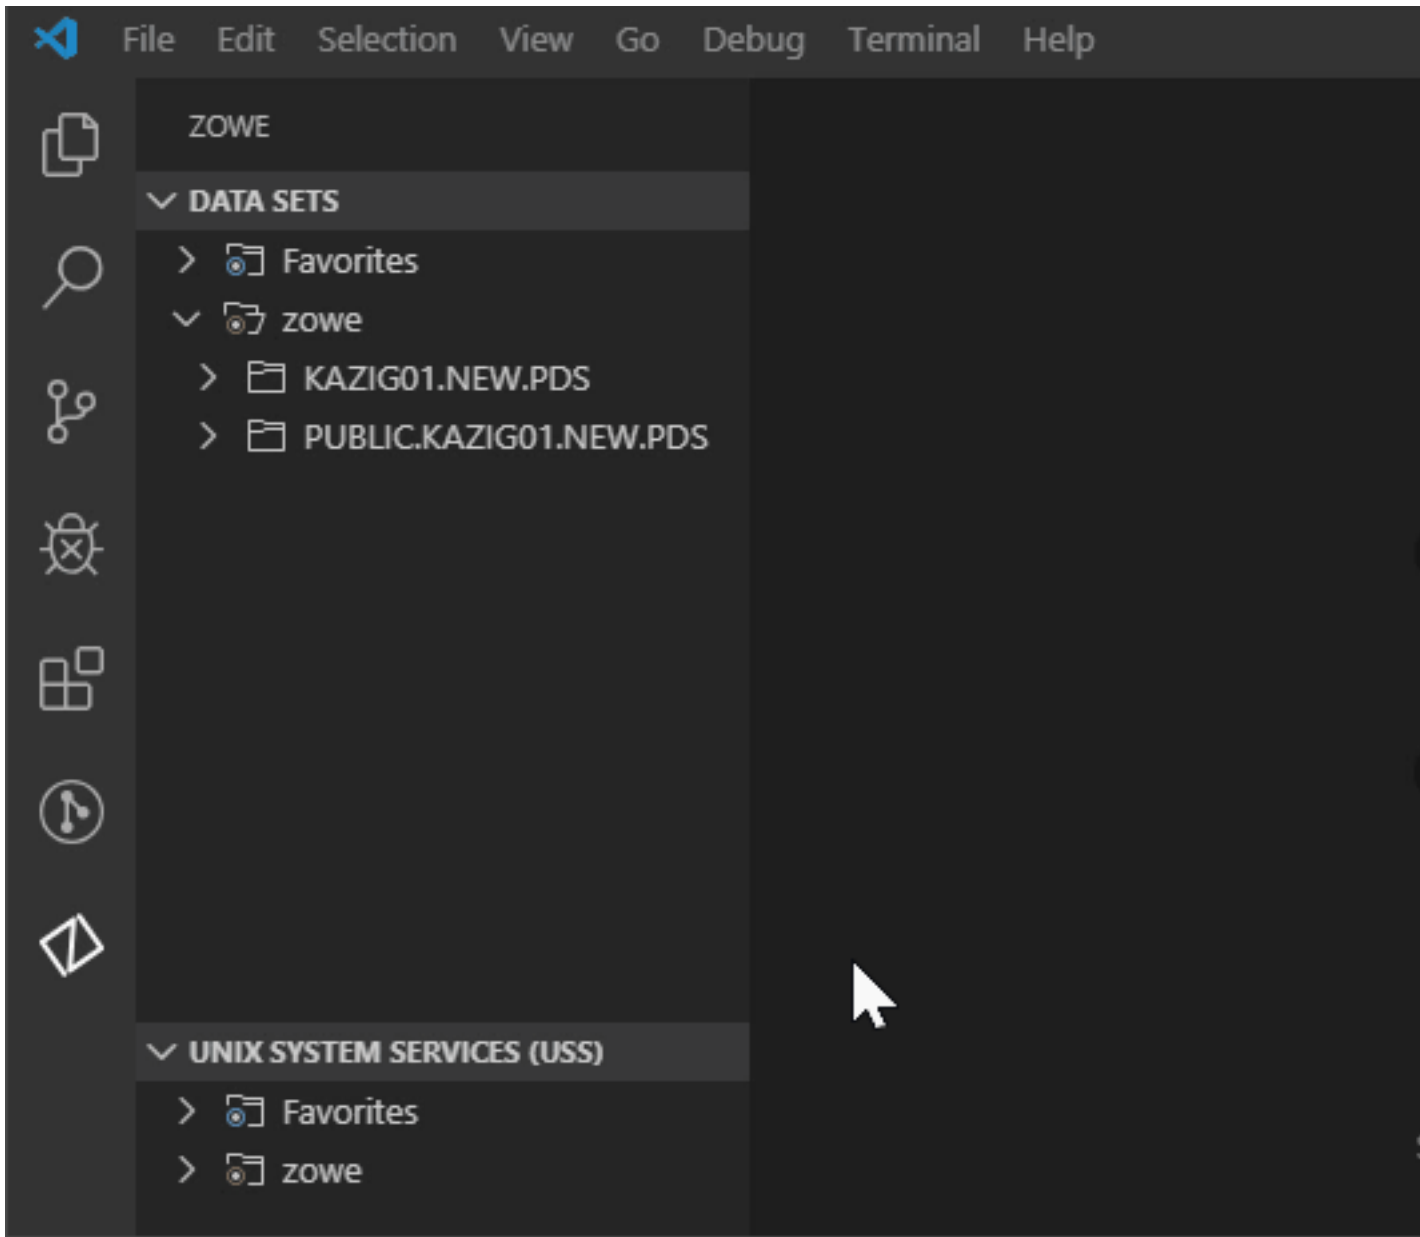 File Edit Selection View Go Debug Terminal Help
ZOWE
DATA SETS
Favorites
zowe
KAZIG01.NEW.PDS
PUBLIC.KAZIG01.NEW.PDS
UNIX SYSTEM SERVICES (USS)
Favorites
zowe